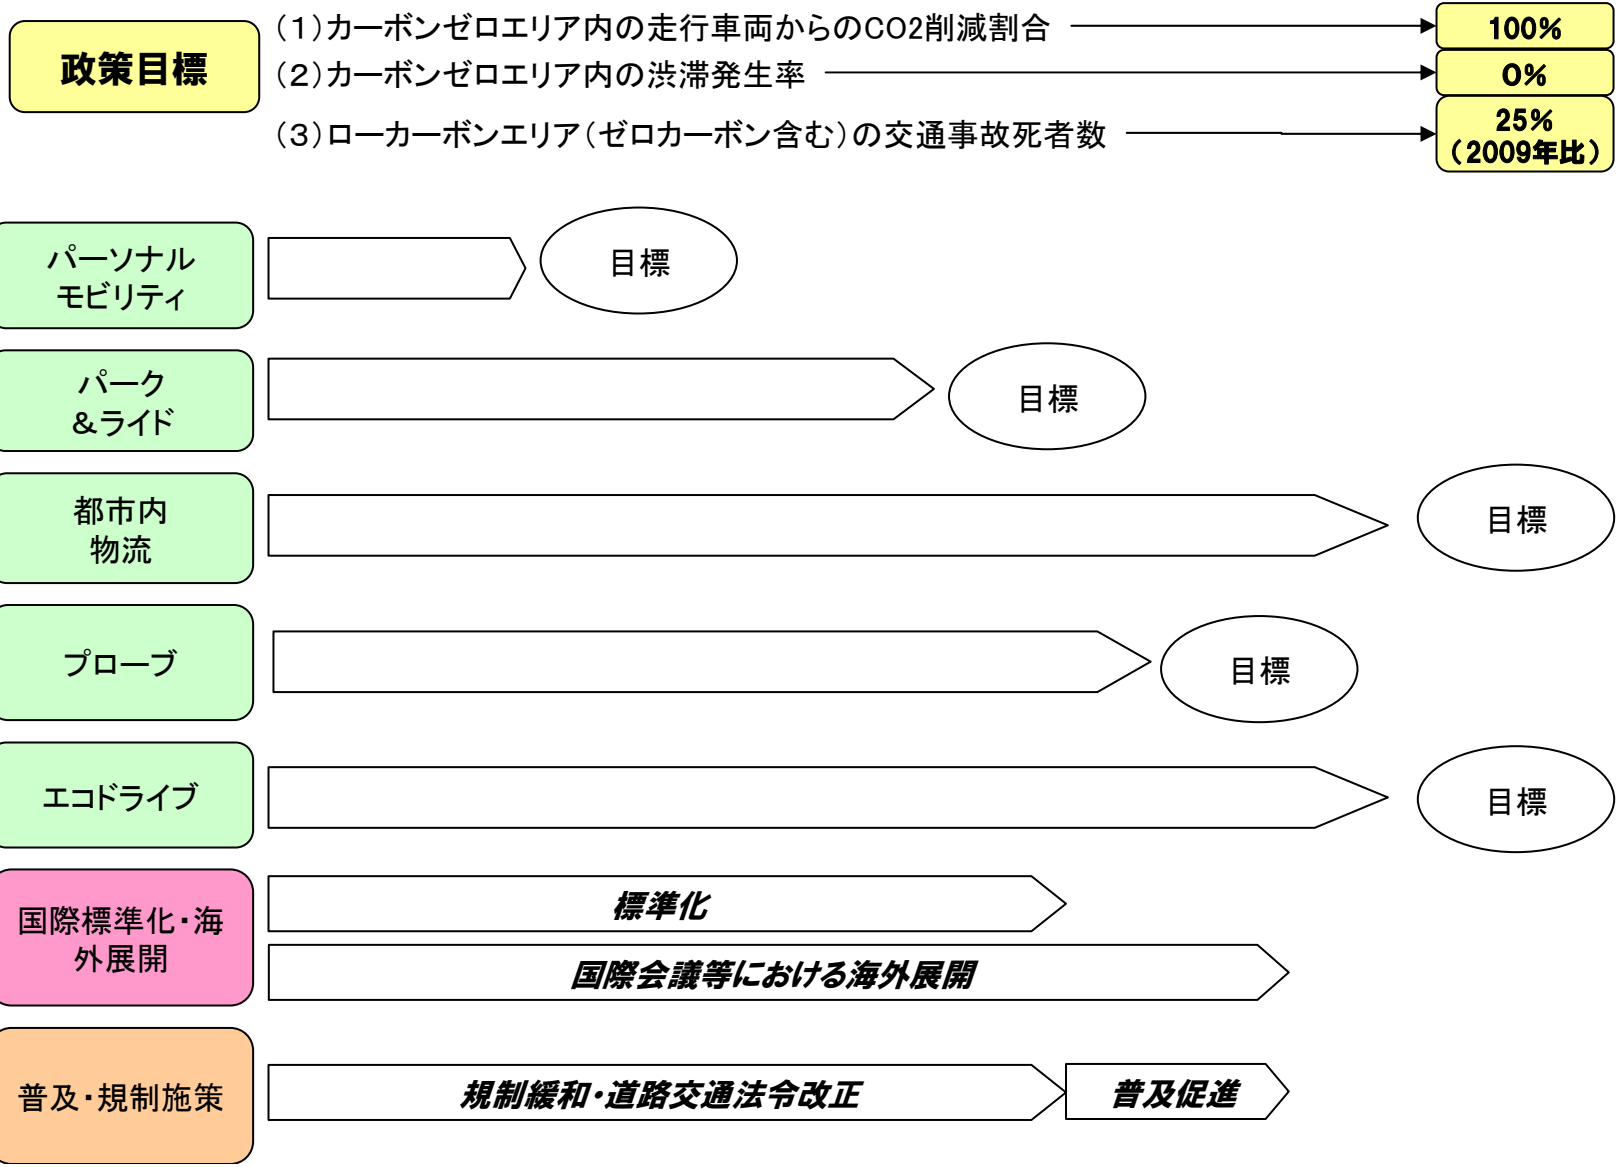 政策目標
（１）カーボンゼロエリア内の走行車両からのCO2削減割合
100%
（２）カーボンゼロエリア内の渋滞発生率
0%
（３）ローカーボンエリア（ゼロカーボン含む）の交通事故死者数
25%
（2009年比）
パーソナル
モビリティ
目標
パーク
＆ライド
目標
都市内
物流
目標
プローブ
目標
エコドライブ
目標
国際標準化・海
外展開
標準化
国際会議等における海外展開
普及・規制施策
規制緩和・道路交通法令改正
普及促進